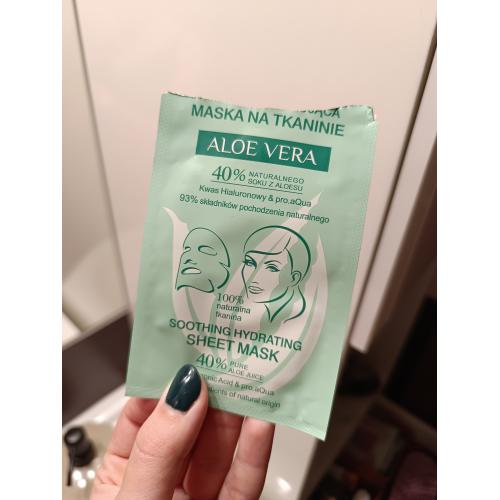 MASKA NA TKANINIE
ALOE VERA
40% NATURALNEGO
SOKU Z ALOESU
Kwas Hialuronowy & pro.aQua
93% składników pochodzenia naturalnego
100%
naturalna
tkanina
SOOTHING HYDRATING
SHEET MASK
40% PURE
ALOE JUICE
Acid & pro.aQua
of natural origin